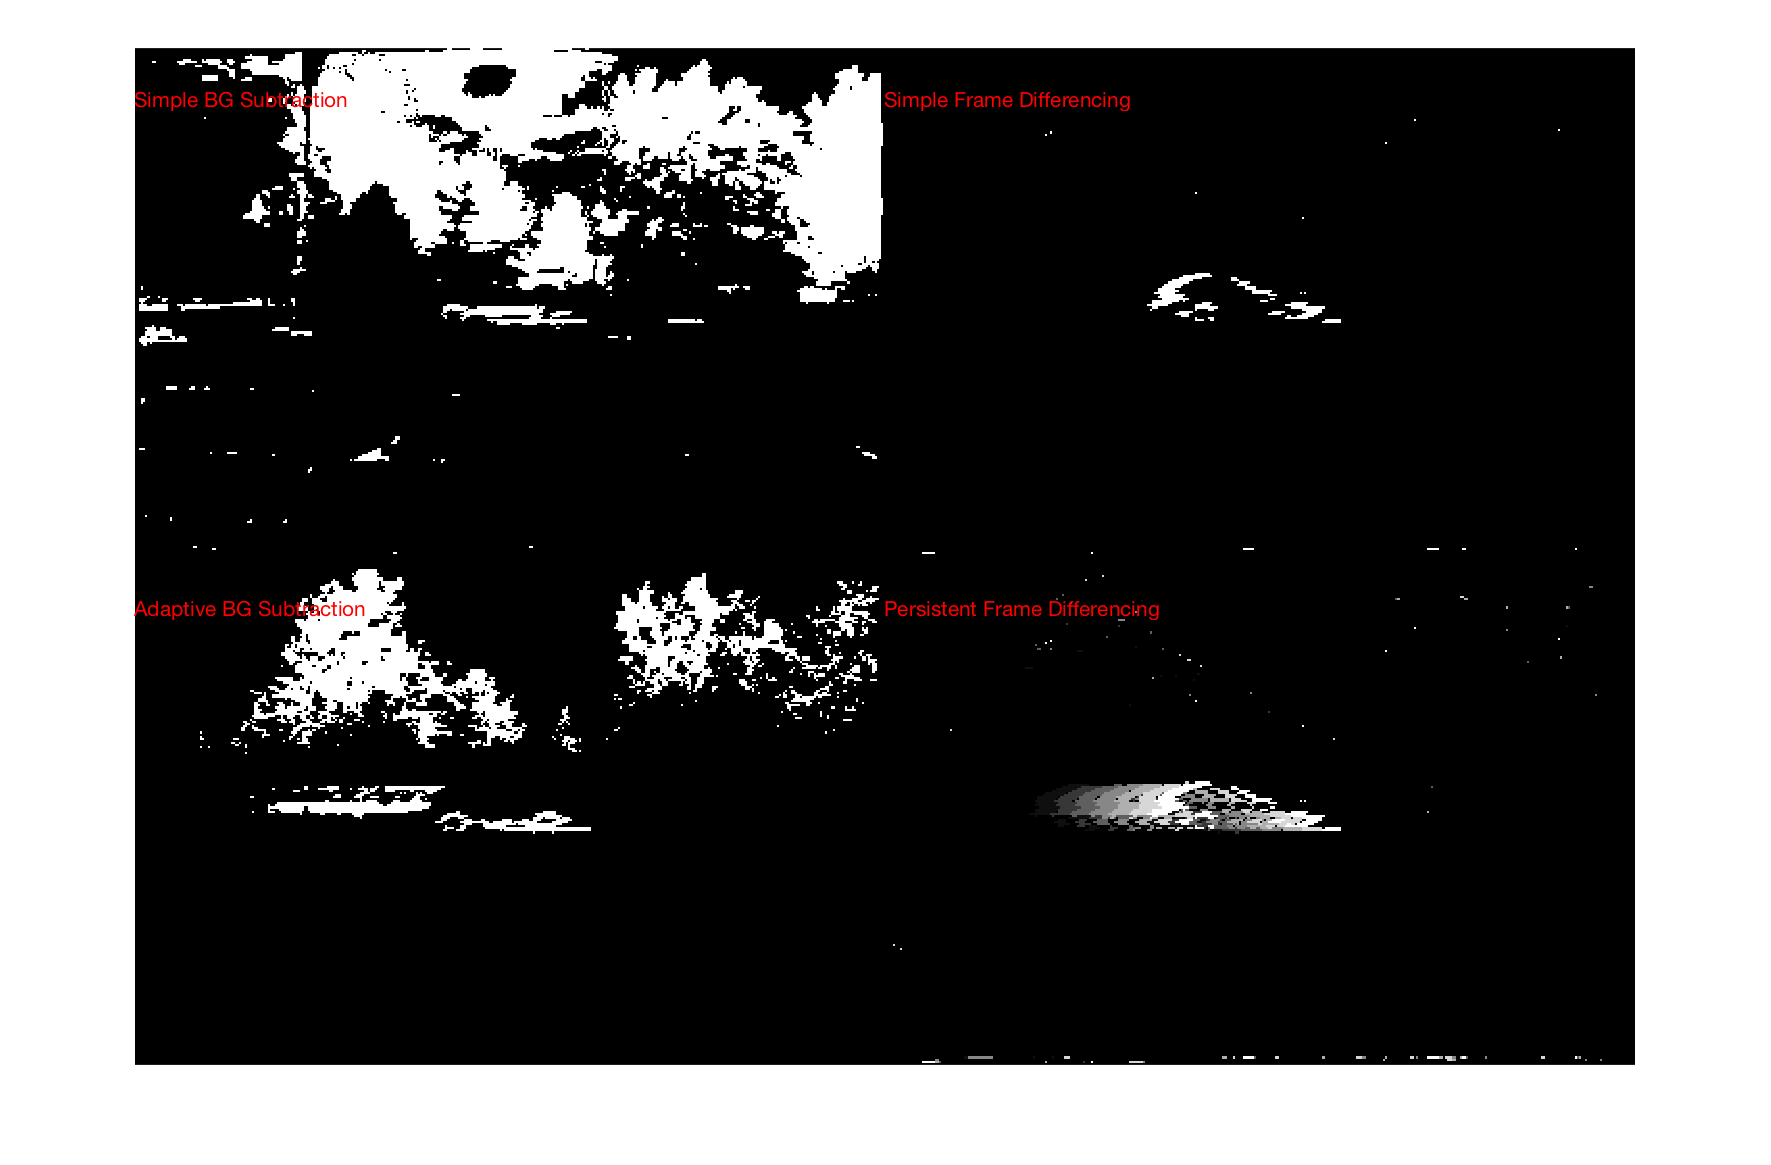 Simple BG Subtraction
Simple Frame Differencing
Adaptive BG Subtraction
Persistent Frame Differencing